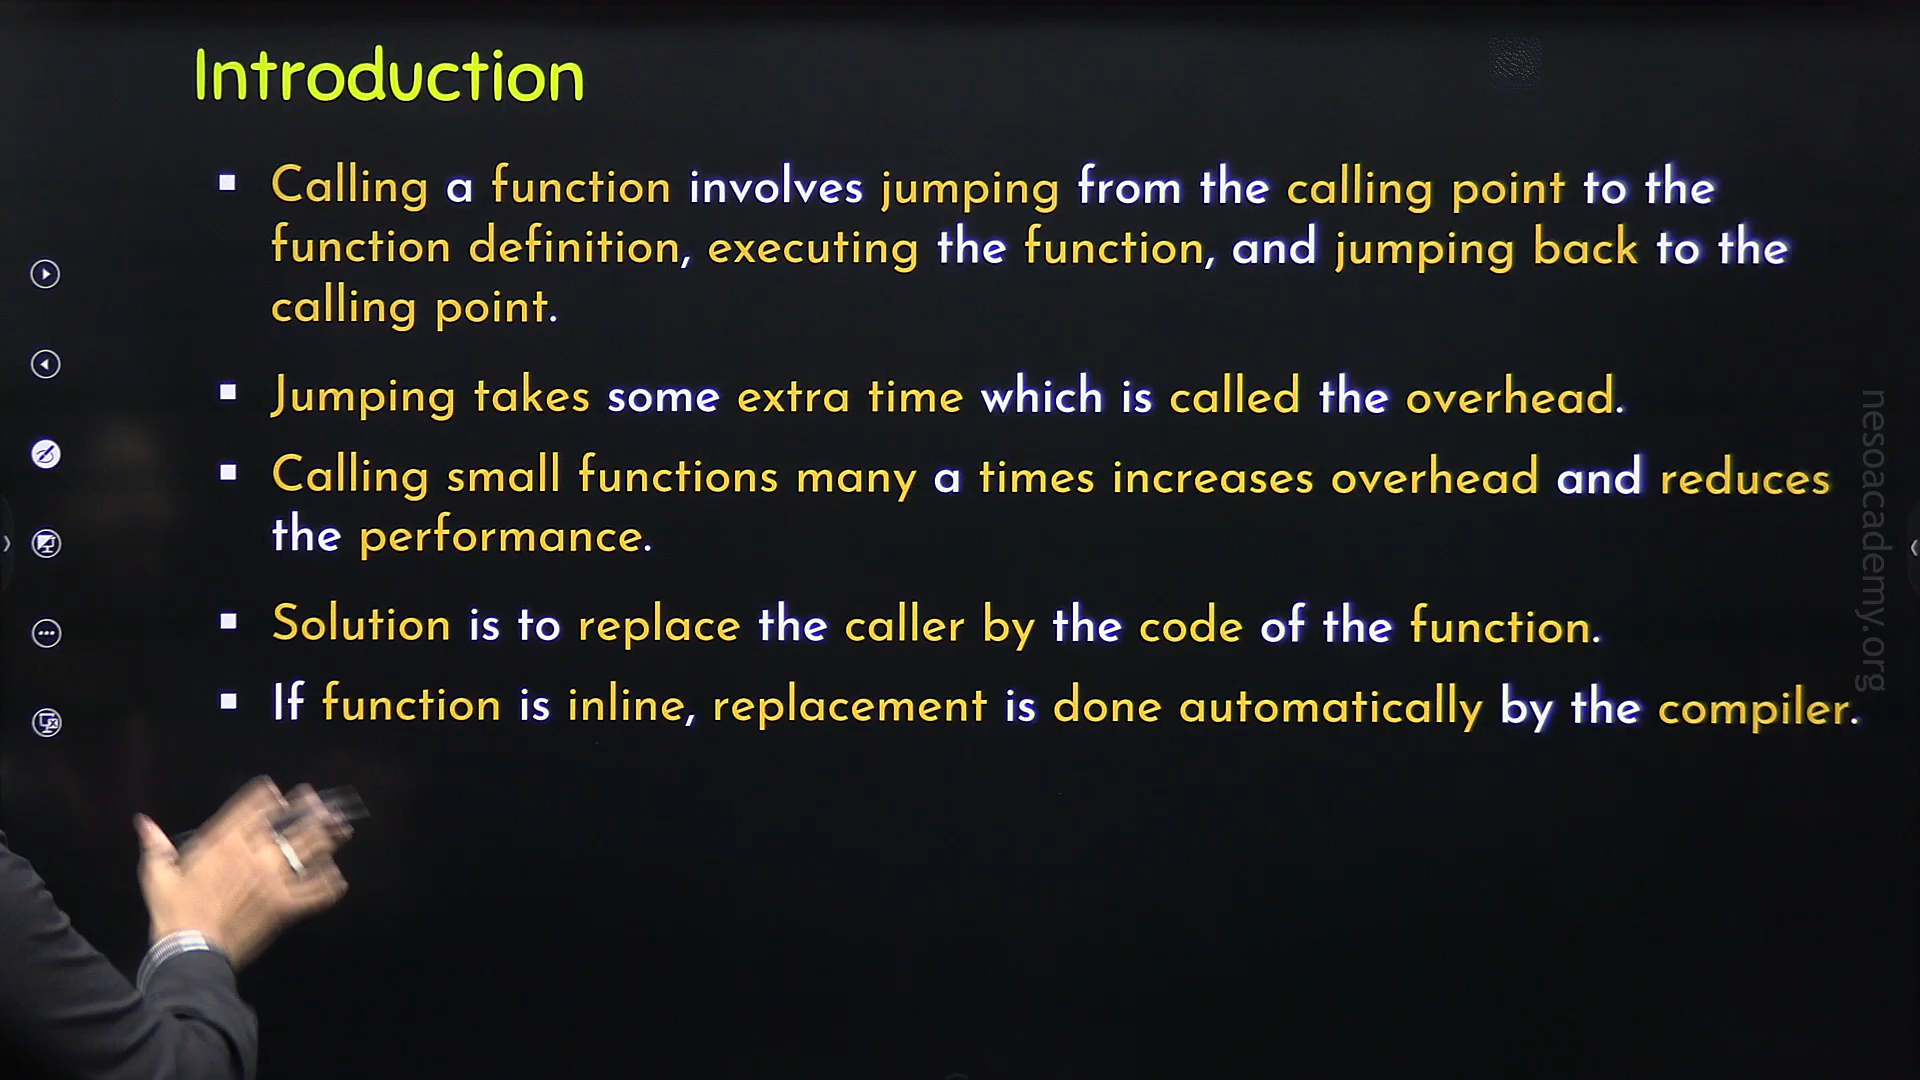 Introduction
▪ Calling a function involves jumping from the calling point to the
function definition, executing the function, and jumping back to the
calling point.
▪ Jumping takes some extra time which is called the overhead.
▪ Calling small functions many a times increases overhead and reduces
the performance.
▪ Solution is to replace the caller by the code of the function.
▪ If function is inline, replacement is done automatically by the compiler.
nesoacademy.org